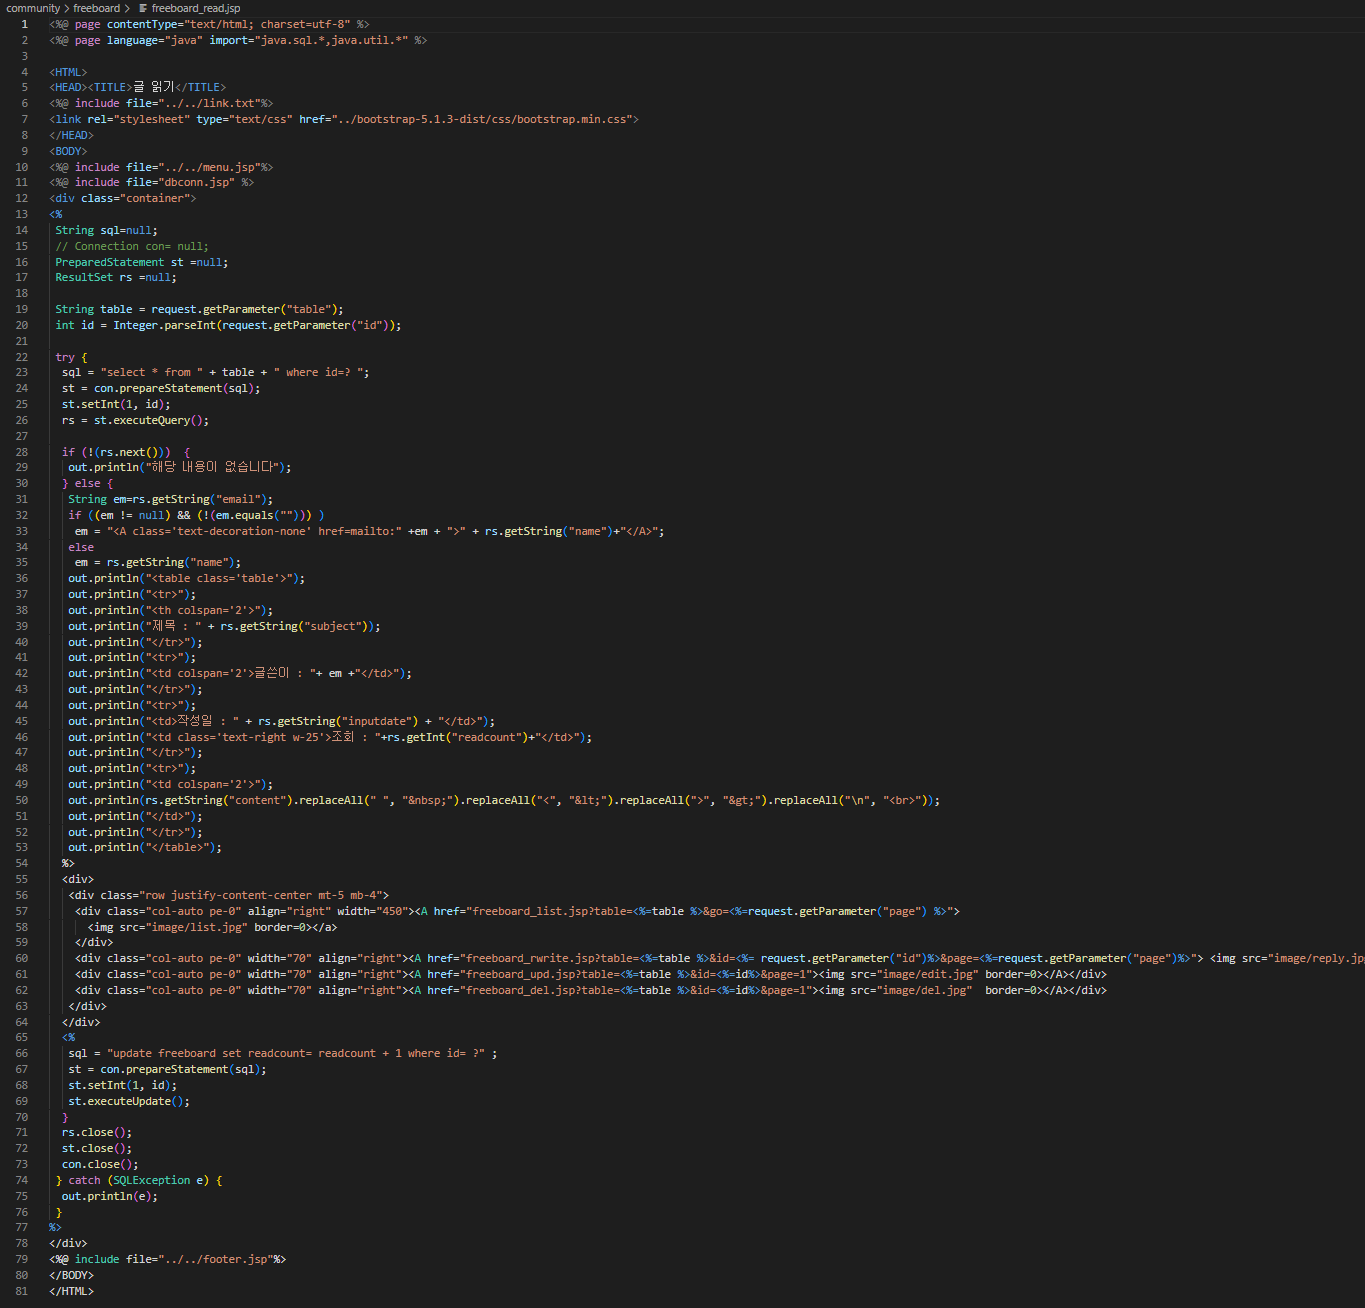 community > freeboard > freeboard_read.jsp
1 <%@ page contentType="text/html; charset=utf-8" %>
2 <%@ page language="java" import="java.sql.*,java.util.*" %>
3
4 <HTML>
5 <HEAD><TITLE>글 읽기</TITLE>
6 <%@ include file="../../link.txt"%>
7 <link rel="stylesheet" type="text/css" href="../bootstrap-5.1.3-dist/css/bootstrap.min.css">
8 </HEAD>
9 <BODY>
10 <%@ include file="../../menu.jsp"%>
11 <%@ include file="dbconn.jsp" %>
12 <div class="container">
13 <%
14 String sql=null;
15 // Connection con= null;
16 PreparedStatement st =null;
17 ResultSet rs =null;
18
19 String table = request.getParameter("table");
20 int id = Integer.parseInt(request.getParameter("id"));
21
22 try {
23 sql = "select * from " + table + " where id=? ";
24 st = con.prepareStatement(sql);
25 st.setInt(1, id);
26 rs = st.executeQuery();
27
28 if (!(rs.next()))  {
29 out.println("해당 내용이 없습니다");
30 } else {
31 String em=rs.getString("email");
32 if ((em != null) && (!(em.equals(""))) )
33 em = "<A class='text-decoration-none' href=mailto:" +em + ">" + rs.getString("name")+"</A>";
34 else
35 em = rs.getString("name");
36 out.println("<table class='table'>");
37 out.println("<tr>");
38 out.println("<th colspan='2'>");
39 out.println("제목 : " + rs.getString("subject"));
40 out.println("</tr>");
41 out.println("<tr>");
42 out.println("<td colspan='2'>글쓴이 : "+ em +"</td>");
43 out.println("</tr>");
44 out.println("<tr>");
45 out.println("<td>작성일 : " + rs.getString("inputdate") + "</td>");
46 out.println("<td class='text-right w-25'>조회 : "+rs.getInt("readcount")+"</td>");
47 out.println("</tr>");
48 out.println("<tr>");
49 out.println("<td colspan='2'>");
50 out.println(rs.getString("content").replaceAll(" ", "&nbsp;").replaceAll("<", "&lt;").replaceAll(">", "&gt;").replaceAll("\n", "<br>"));
51 out.println("</td>");
52 out.println("</tr>");
53 out.println("</table>");
54 %>
55 <div>
56 <div class="row justify-content-center mt-5 mb-4">
57 <div class="col-auto pe-0" align="right" width="450"><A href="freeboard_list.jsp?table=<%=table %>&go=<%=request.getParameter("page") %>">
58 <img src="image/list.jpg" border=0></a>
59 </div>
60 <div class="col-auto pe-0" width="70" align="right"><A href="freeboard_rwrite.jsp?table=<%=table %>&id=<%= request.getParameter("id")%>&page=<%=request.getParameter("page")%>"> <img src="image/reply.jp
61 <div class="col-auto pe-0" width="70" align="right"><A href="freeboard_upd.jsp?table=<%=table %>&id=<%=id%>&page=1"><img src="image/edit.jpg" border=0></A></div>
62 <div class="col-auto pe-0" width="70" align="right"><A href="freeboard_del.jsp?table=<%=table %>&id=<%=id%>&page=1"><img src="image/del.jpg"  border=0></A></div>
63 </div>
64 </div>
65 <%
66 sql = "update freeboard set readcount= readcount + 1 where id= ?" ;
67 st = con.prepareStatement(sql);
68 st.setInt(1, id);
69 st.executeUpdate();
70 }
71 rs.close();
72 st.close();
73 con.close();
74 } catch (SQLException e) {
75 out.println(e);
76 }
77 %>
78 </div>
79 <%@ include file="../../footer.jsp"%>
80 </BODY>
81 </HTML>